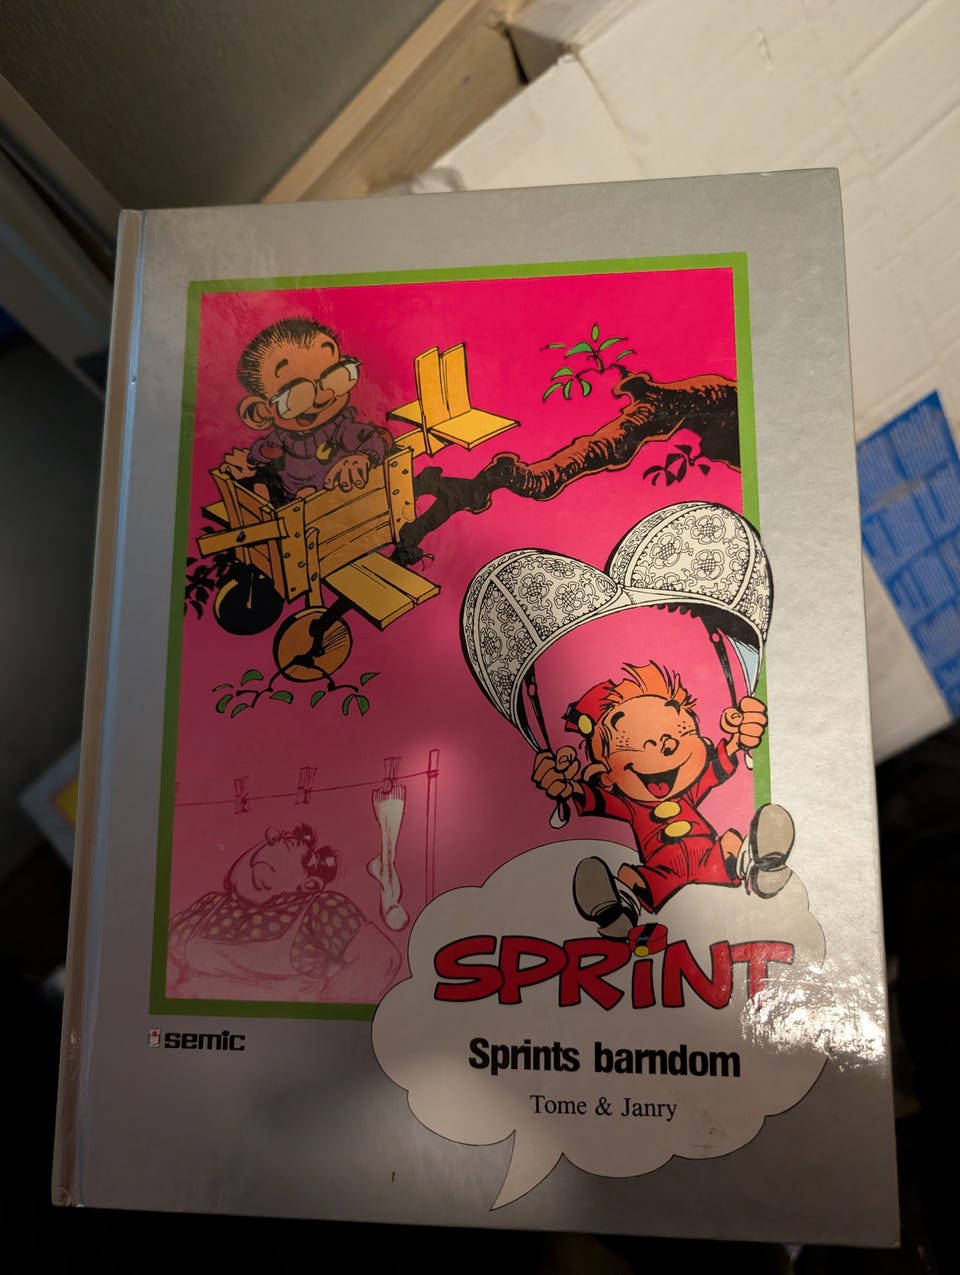 SPRiNT
Sprints barndom
Tome & Janry
semic